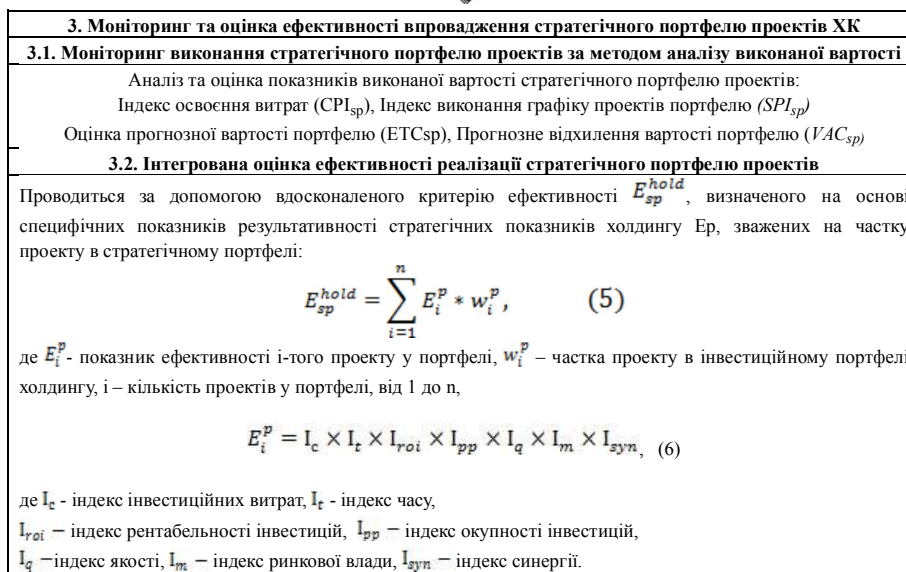 3. Моніторинг та оцінка ефективності впровадження стратегічного портфелю проектів ХК
3.1. Моніторинг виконання стратегічного портфелю проектів за методом аналізу виконаної вартості
Аналіз та оцінка показників виконаної вартості стратегічного портфелю проектів:
Індекс освоєння витрат (CPI_sp), Індекс виконання графіку проектів портфелю (SPI_sp)
Оцінка прогнозної вартості портфелю (ETCsp), Прогнозне відхилення вартості портфелю (VAC_sp)
3.2. Інтегрована оцінка ефективності реалізації стратегічного портфелю проектів
Проводиться за допомогою вдосконаленого критерію ефективності E_sp^hold, визначеного на основі
специфічних показників результативності стратегічних показників холдингу Ер, зважених на частку
проекту в стратегічному портфелі:
E_sp^hold = ∑_{i=1}^{n} E_i^p * w_i^p, (5)
де E_i^p- показник ефективності і-того проекту у портфелі, w_i^p – частка проекту в інвестиційному портфелі
холдингу, і – кількість проектів у портфелі, від 1 до n,
E_i^p = I_c × I_t × I_roi × I_pp × I_q × I_m × I_syn, (6)
де I_c - індекс інвестиційних витрат, I_t - індекс часу,
I_roi – індекс рентабельності інвестицій, I_pp – індекс окупності інвестицій,
I_q –індекс якості, I_m – індекс ринкової влади, I_syn – індекс синергії.